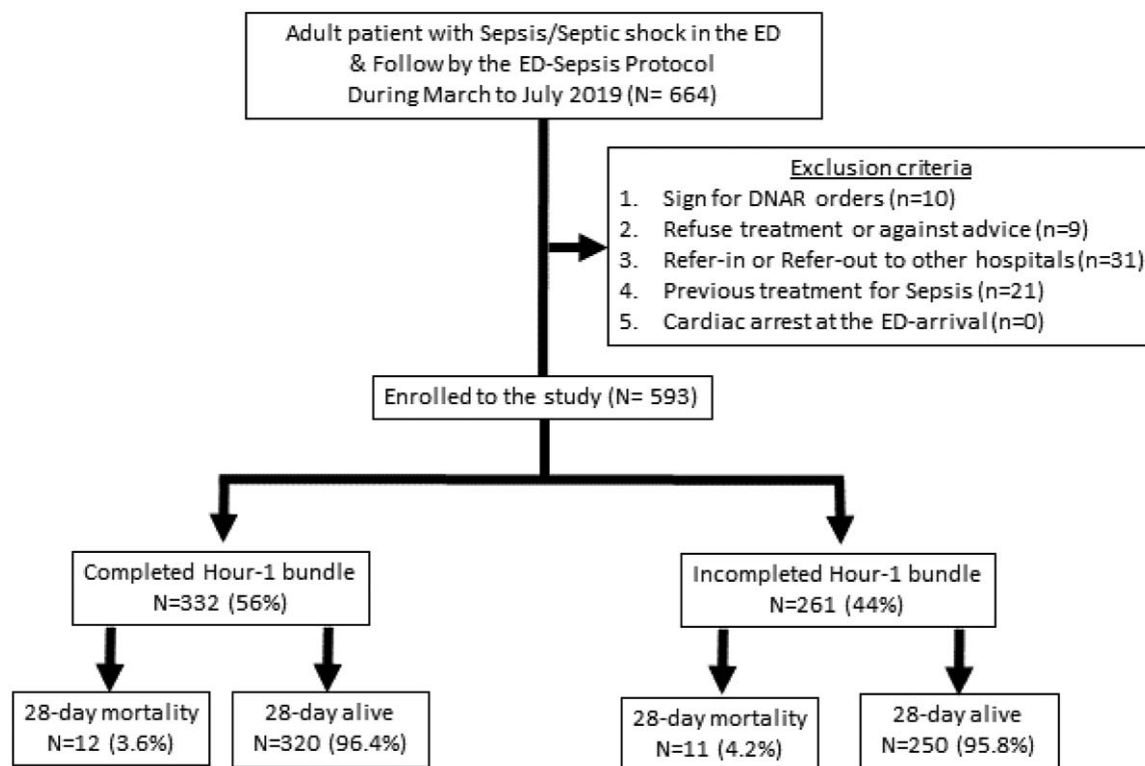 Adult patient with Sepsis/Septic shock in the ED
& Follow by the ED-Sepsis Protocol
During March to July 2019 (N= 664)
Exclusion criteria
1. Sign for DNAR orders (n=10)
2. Refuse treatment or against advice (n=9)
3. Refer-in or Refer-out to other hospitals (n=31)
4. Previous treatment for Sepsis (n=21)
5. Cardiac arrest at the ED-arrival (n=0)
Enrolled to the study (N= 593)
Completed Hour-1 bundle
N=332 (56%)
Incompleted Hour-1 bundle
N=261 (44%)
28-day mortality
N=12 (3.6%)
28-day alive
N=320 (96.4%)
28-day mortality
N=11 (4.2%)
28-day alive
N=250 (95.8%)